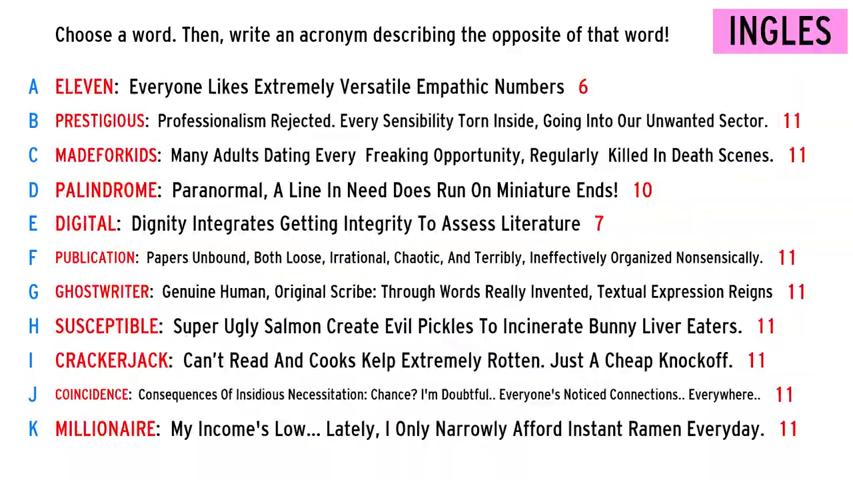 Choose a word. Then, write an acronym describing the opposite of that word!
INGLES
A ELEVEN: Everyone Likes Extremely Versatile Empathic Numbers 6
B PRESTIGIOUS: Professionalism Rejected. Every Sensibility Torn Inside, Going Into Our Unwanted Sector. 11
C MADEFORKIDS: Many Adults Dating Every Freaking Opportunity, Regularly Killed In Death Scenes. 11
D PALINDROME: Paranormal, A Line In Need Does Run On Miniature Ends! 10
E DIGITAL: Dignity Integrates Getting Integrity To Assess Literature 7
F PUBLICATION: Papers Unbound, Both Loose, Irrational, Chaotic, And Terribly, Ineffectively Organized Nonsensically. 11
G GHOSTWRITER: Genuine Human, Original Scribe: Through Words Really Invented, Textual Expression Reigns 11
H SUSCEPTIBLE: Super Ugly Salmon Create Evil Pickles To Incinerate Bunny Liver Eaters. 11
I CRACKERJACK: Can't Read And Cooks Kelp Extremely Rotten. Just A Cheap Knockoff. 11
J COINCIDENCE: Consequences Of Insidious Necessitation: Chance? I'm Doubtful.. Everyone's Noticed Connections.. Everywhere.. 11
K MILLIONAIRE: My Income's Low... Lately, I Only Narrowly Afford Instant Ramen Everyday. 11